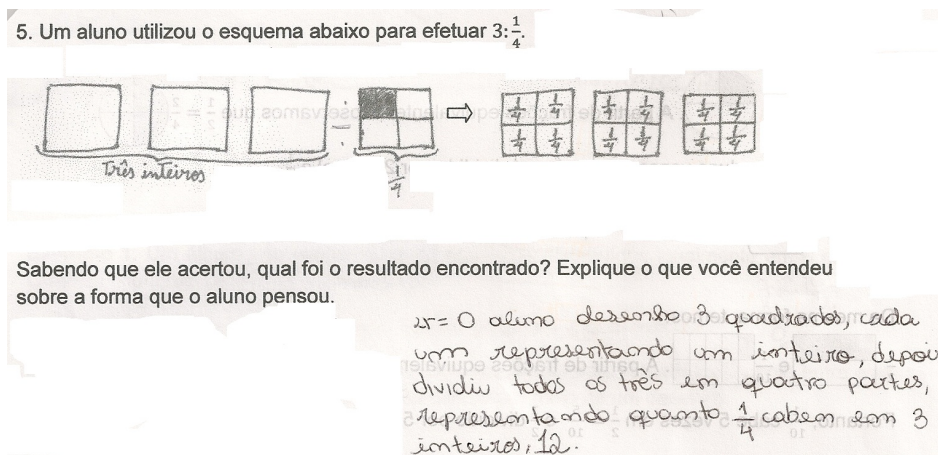 5. Um aluno utilizou o esquema abaixo para efetuar 3:1/4.
÷
1/4 1/4 1/4 1/4 1/4 1/4
1/4 1/4 1/4 1/4 1/4 1/4
Três inteiros
1/4
Sabendo que ele acertou, qual foi o resultado encontrado? Explique o que você entendeu
sobre a forma que o aluno pensou.
= O aluno desenho 3 quadrados, cada
um representando um inteiro, depoi
dividiu todos os três em quatro partes,
representando quanto 1/4 cabem em 3
inteiros, 12.